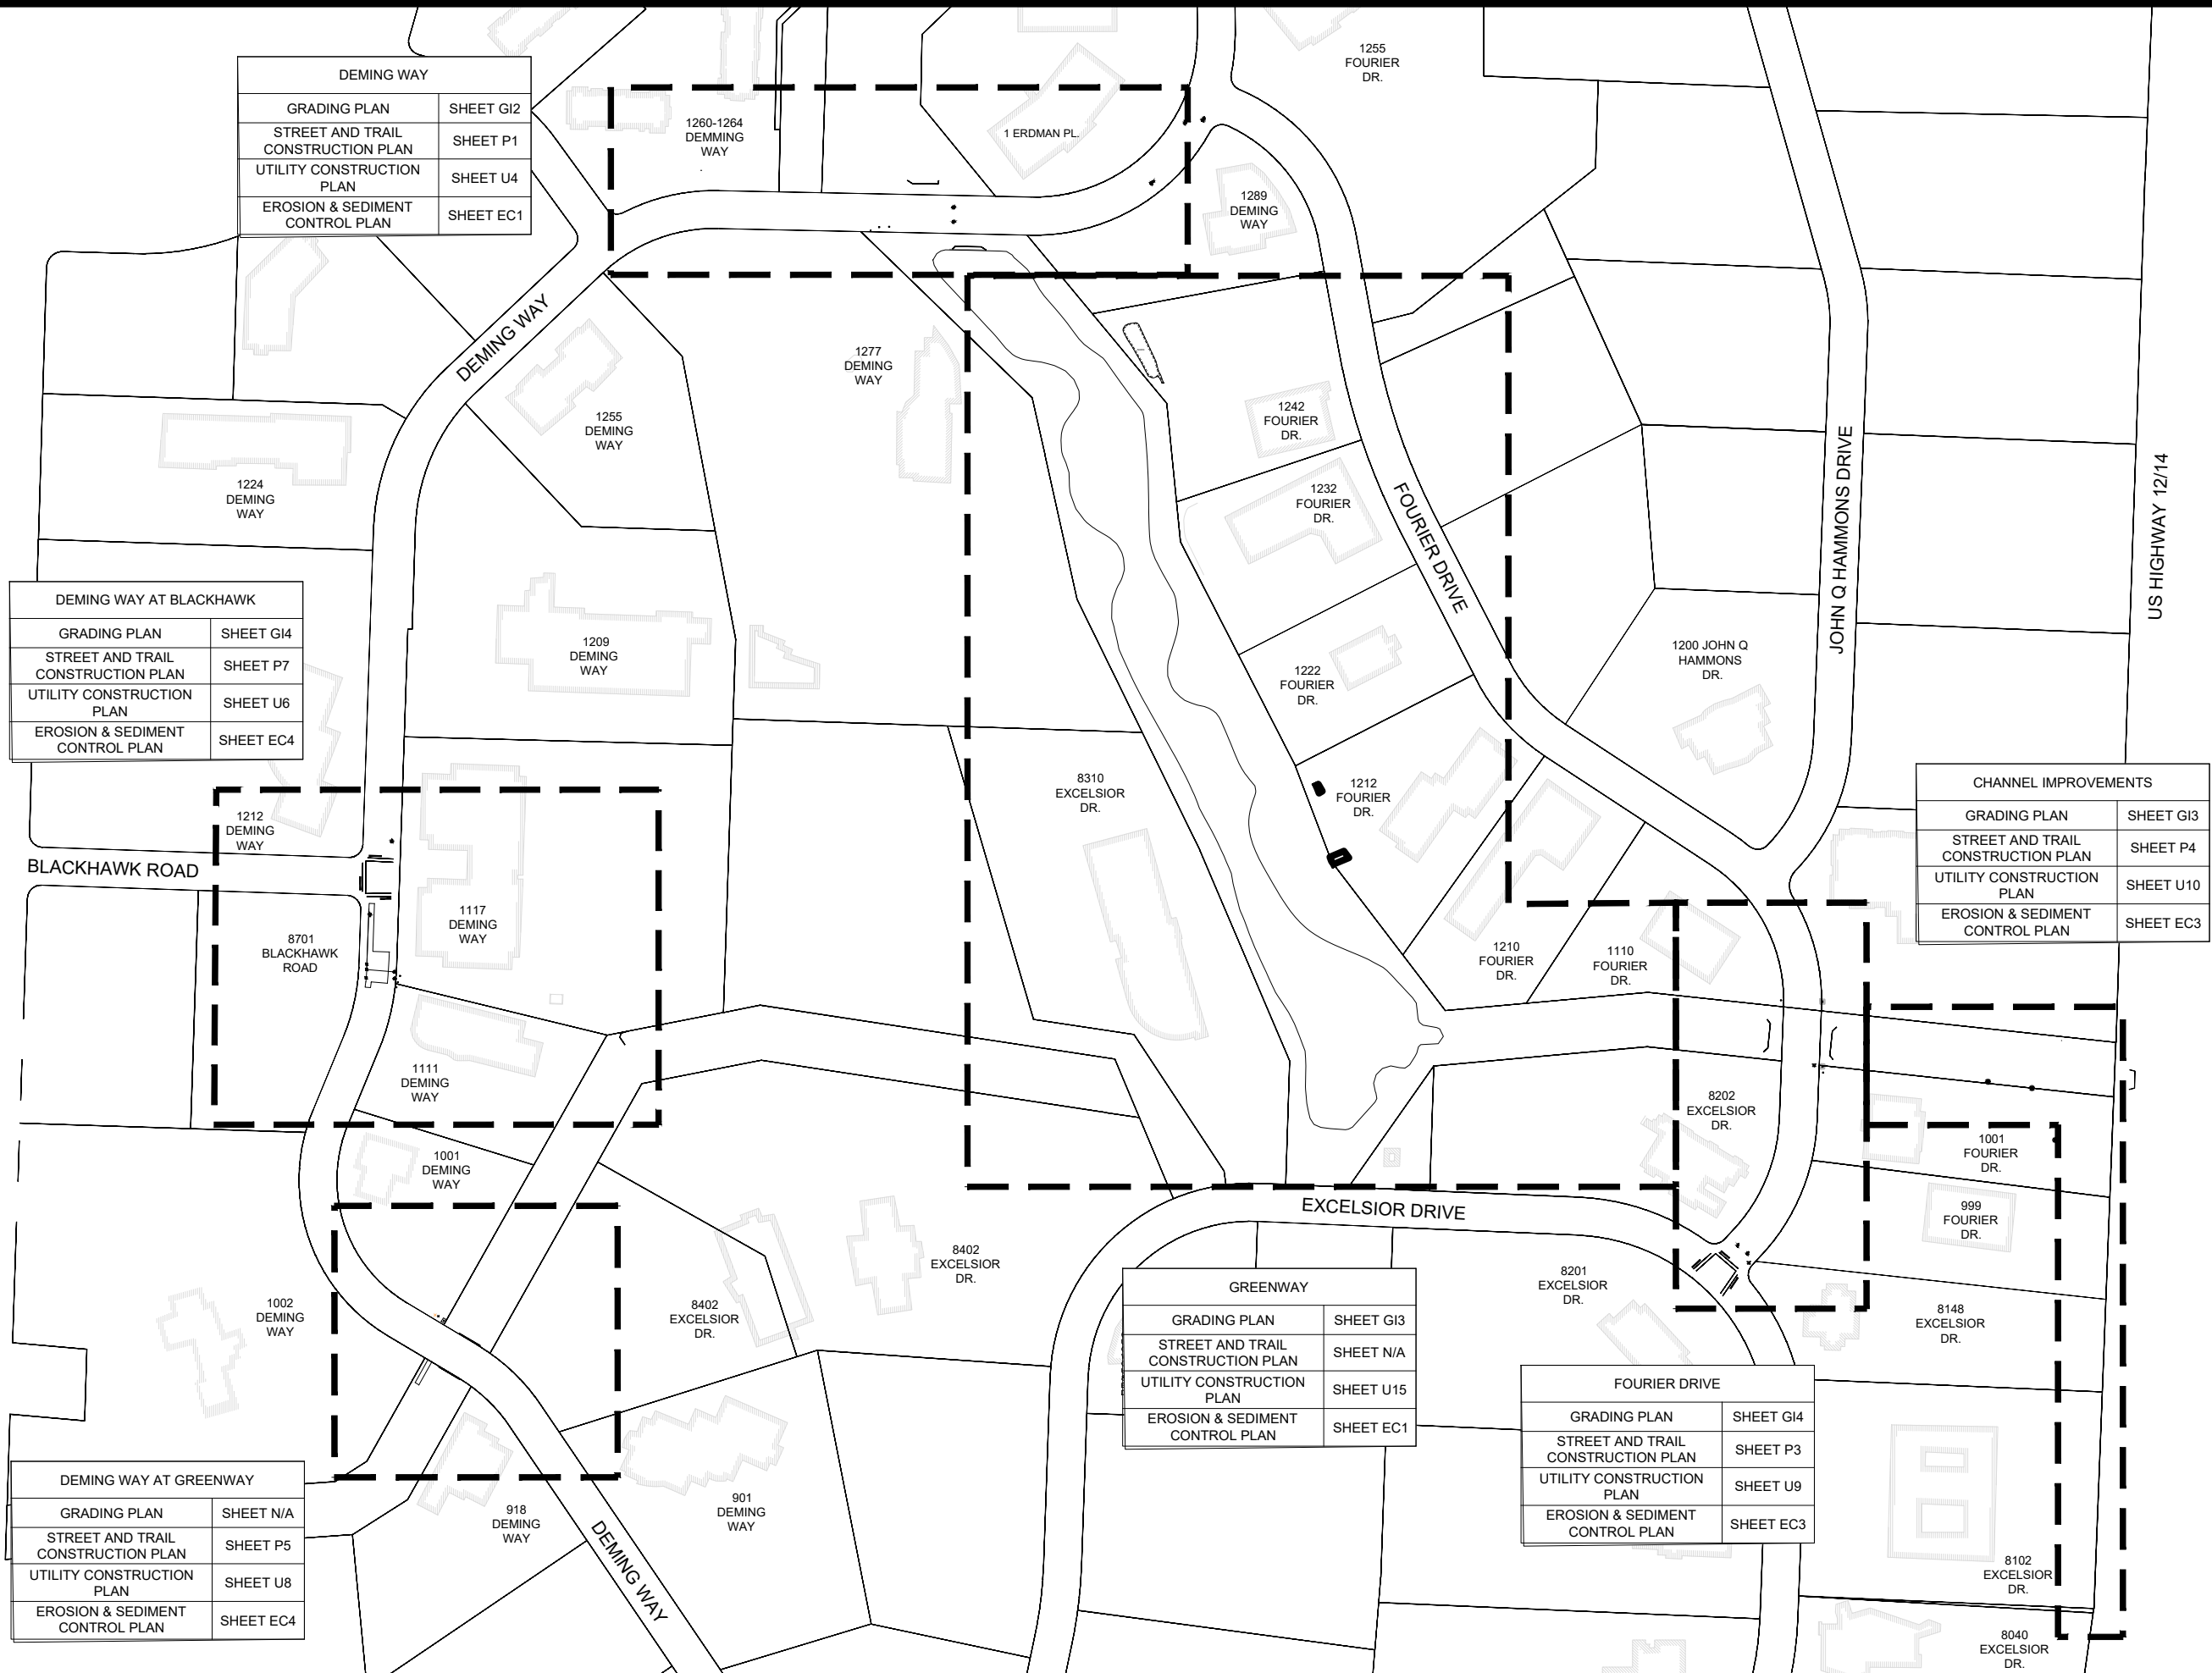 DEMING WAY
GRADING PLAN SHEET GI2
STREET AND TRAIL
CONSTRUCTION PLAN SHEET P1
UTILITY CONSTRUCTION
PLAN SHEET U4
EROSION & SEDIMENT
CONTROL PLAN SHEET EC1
1260-1264
DEMMING
WAY
1 ERDMAN PL.
1255
FOURIER
DR.
1289
DEMING
WAY
DEMING WAY
1277
DEMING
WAY
1255
DEMING
WAY
1242
FOURIER
DR.
1224
DEMING
WAY
1232
FOURIER
DR.
FOURIER DRIVE
JOHN Q HAMMONS DRIVE
US HIGHWAY 12/14
DEMING WAY AT BLACKHAWK
GRADING PLAN SHEET GI4
STREET AND TRAIL
CONSTRUCTION PLAN SHEET P7
UTILITY CONSTRUCTION
PLAN SHEET U6
EROSION & SEDIMENT
CONTROL PLAN SHEET EC4
1209
DEMING
WAY
1222
FOURIER
DR.
1200 JOHN Q
HAMMONS
DR.
8310
EXCELSIOR
DR.
1212
FOURIER
DR.
CHANNEL IMPROVEMENTS
GRADING PLAN SHEET GI3
STREET AND TRAIL
CONSTRUCTION PLAN SHEET P4
UTILITY CONSTRUCTION
PLAN SHEET U10
EROSION & SEDIMENT
CONTROL PLAN SHEET EC3
1212
DEMING
WAY
BLACKHAWK ROAD
1117
DEMING
WAY
8701
BLACKHAWK
ROAD
1210
FOURIER
DR.
1110
FOURIER
DR.
1111
DEMING
WAY
8202
EXCELSIOR
DR.
1001
DEMING
WAY
1001
FOURIER
DR.
EXCELSIOR DRIVE
999
FOURIER
DR.
8402
EXCELSIOR
DR.
8201
EXCELSIOR
DR.
1002
DEMING
WAY
8402
EXCELSIOR
DR.
8148
EXCELSIOR
DR.
GREENWAY
GRADING PLAN SHEET GI3
STREET AND TRAIL
CONSTRUCTION PLAN SHEET N/A
UTILITY CONSTRUCTION
PLAN SHEET U15
EROSION & SEDIMENT
CONTROL PLAN SHEET EC1
FOURIER DRIVE
GRADING PLAN SHEET GI4
STREET AND TRAIL
CONSTRUCTION PLAN SHEET P3
UTILITY CONSTRUCTION
PLAN SHEET U9
EROSION & SEDIMENT
CONTROL PLAN SHEET EC3
DEMING WAY AT GREENWAY
GRADING PLAN SHEET N/A
STREET AND TRAIL
CONSTRUCTION PLAN SHEET P5
UTILITY CONSTRUCTION
PLAN SHEET U8
EROSION & SEDIMENT
CONTROL PLAN SHEET EC4
918
DEMING
WAY
901
DEMING
WAY
DEMING WAY
8102
EXCELSIOR
DR.
8040
EXCELSIOR
DR.